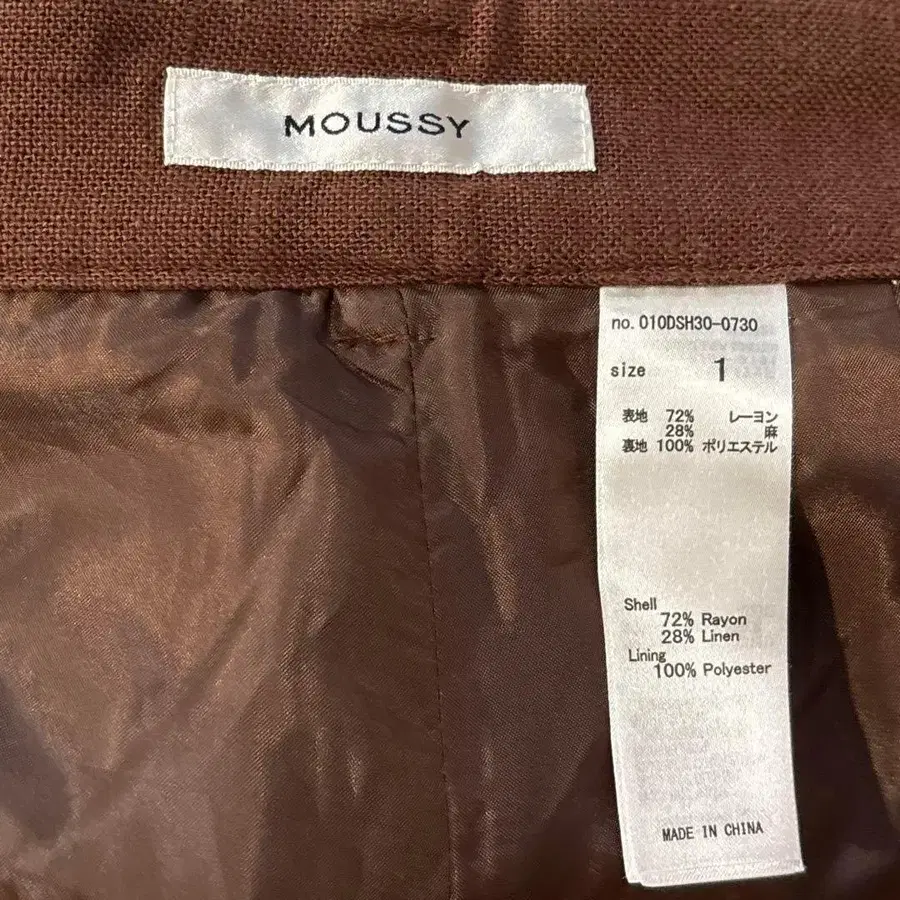 MOUSSY
no. 010DSH30-0730
size 1
表地 72% レーヨン
28% 麻
裏地 100% ポリエステル
Shell
72% Rayon
28% Linen
Lining
100% Polyester
MADE IN CHINA